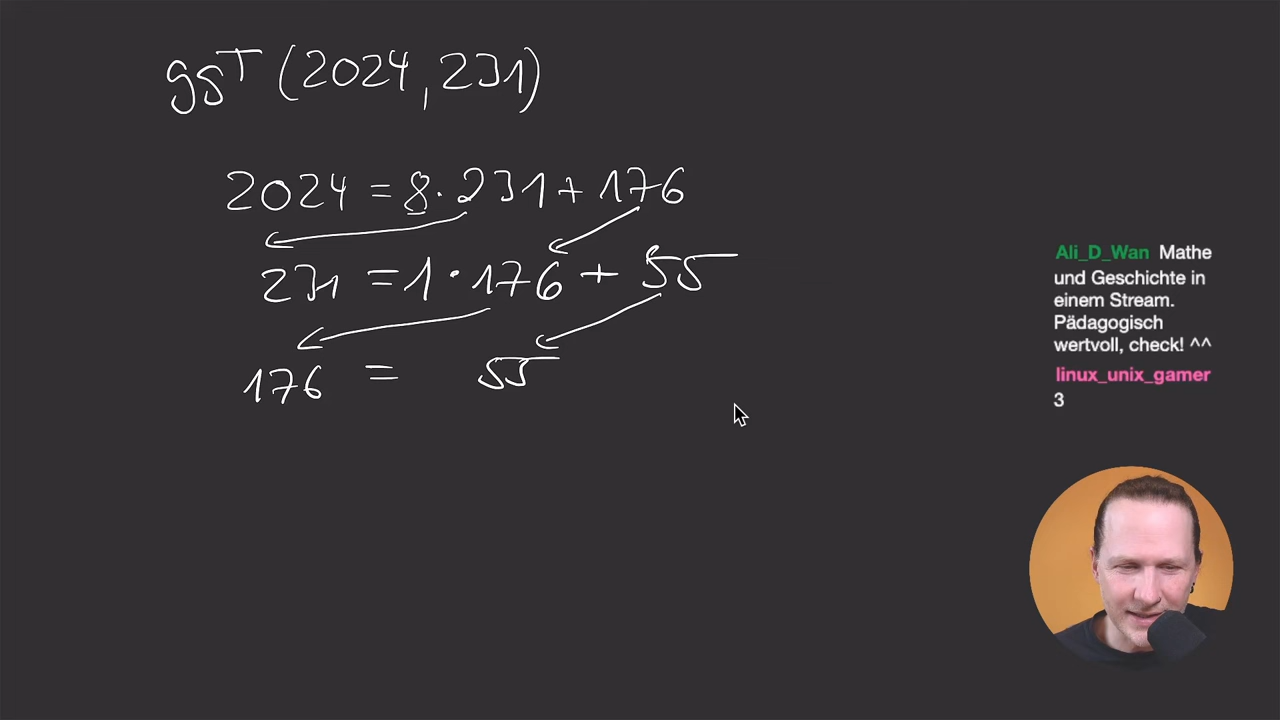 ggT (2024, 231)
2024 = 8 · 231 + 176
231 = 1 · 176 + 55
176 = 55
Ali_D_Wan Mathe
und Geschichte in
einem Stream.
Pädagogisch
wertvoll, check! ^^
linux_unix_gamer
3